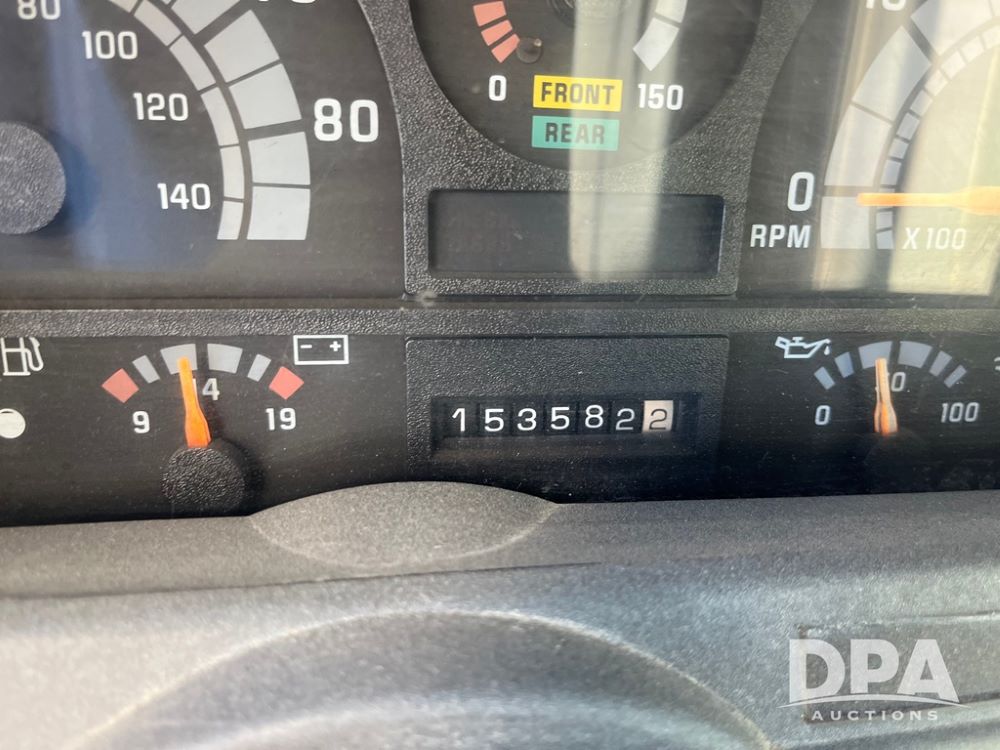 80
100
120
140
80
0
FRONT
150
REAR
0
RPM
X100
9
14
19
- +
1535822
0
100
DPA
AUCTIONS